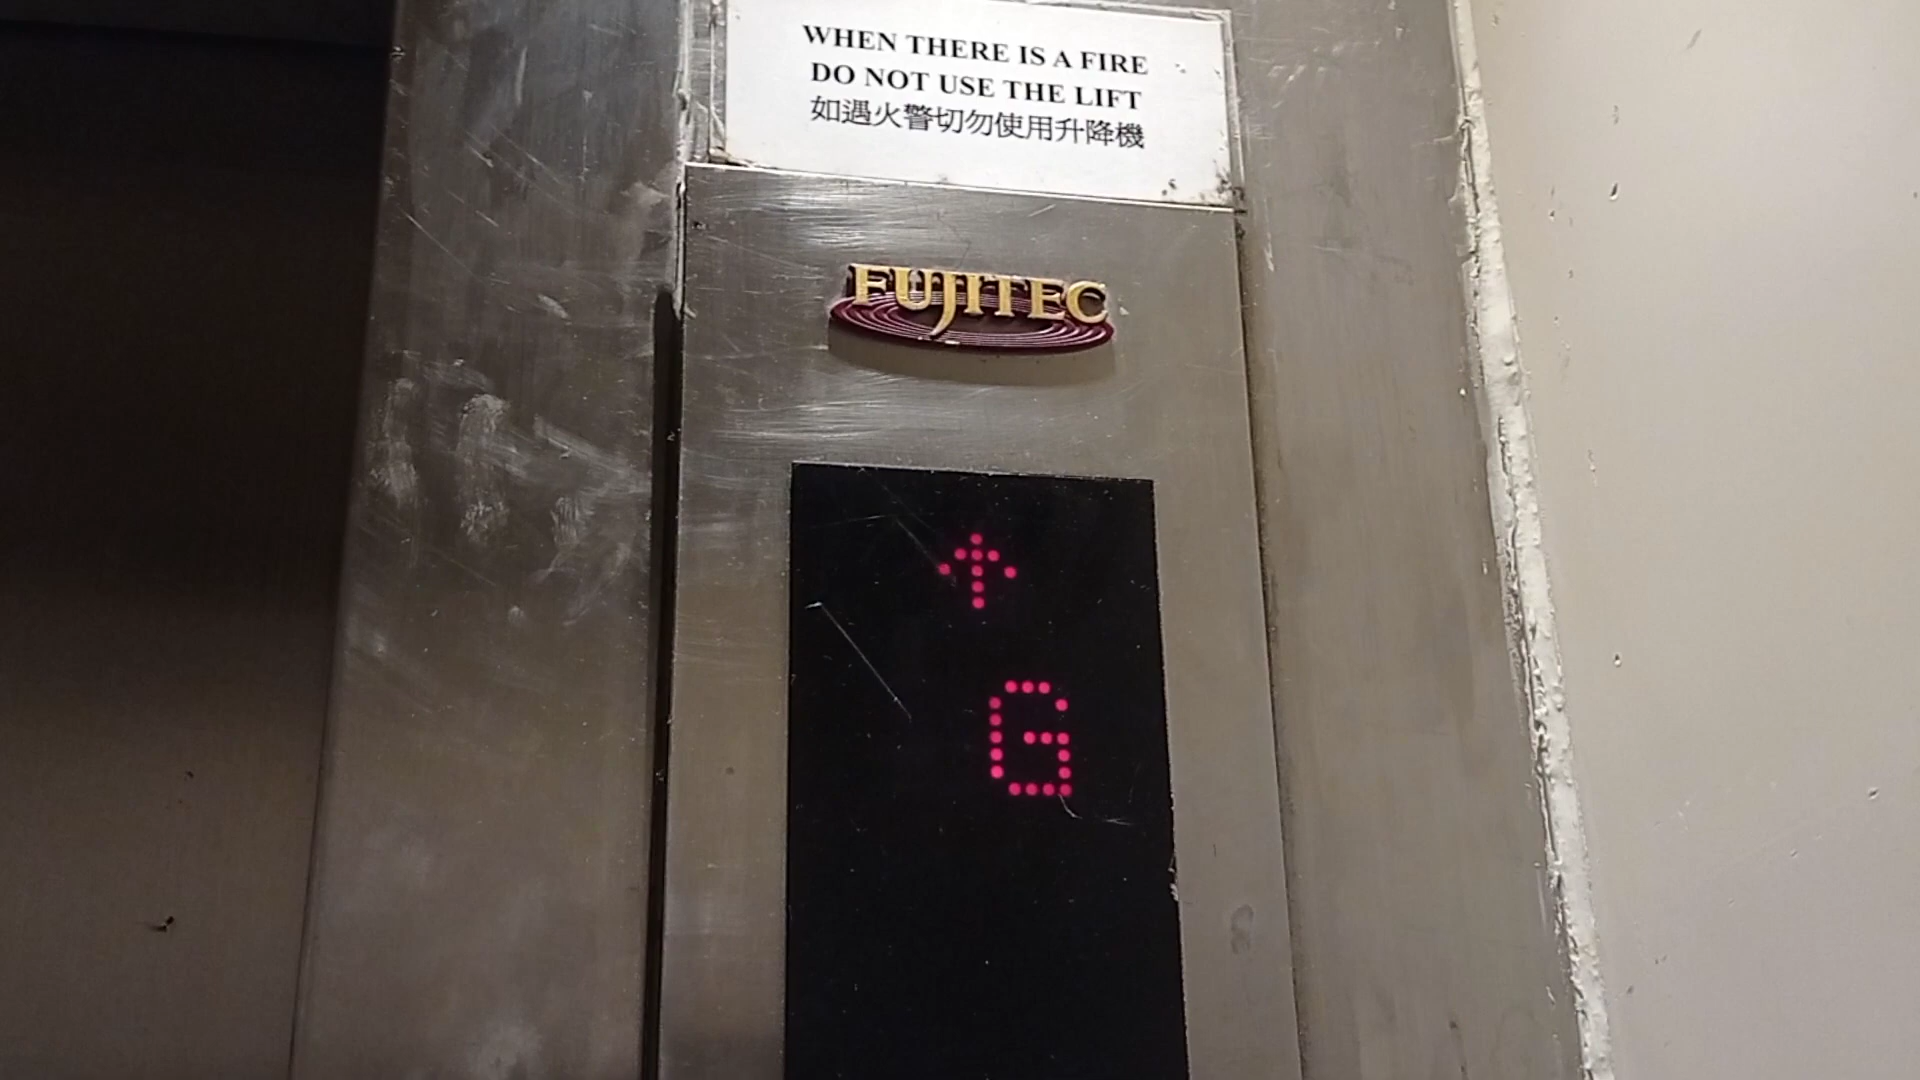 WHEN THERE IS A FIRE
DO NOT USE THE LIFT
如遇火警切勿使用升降機
FUJITEC
↑
G